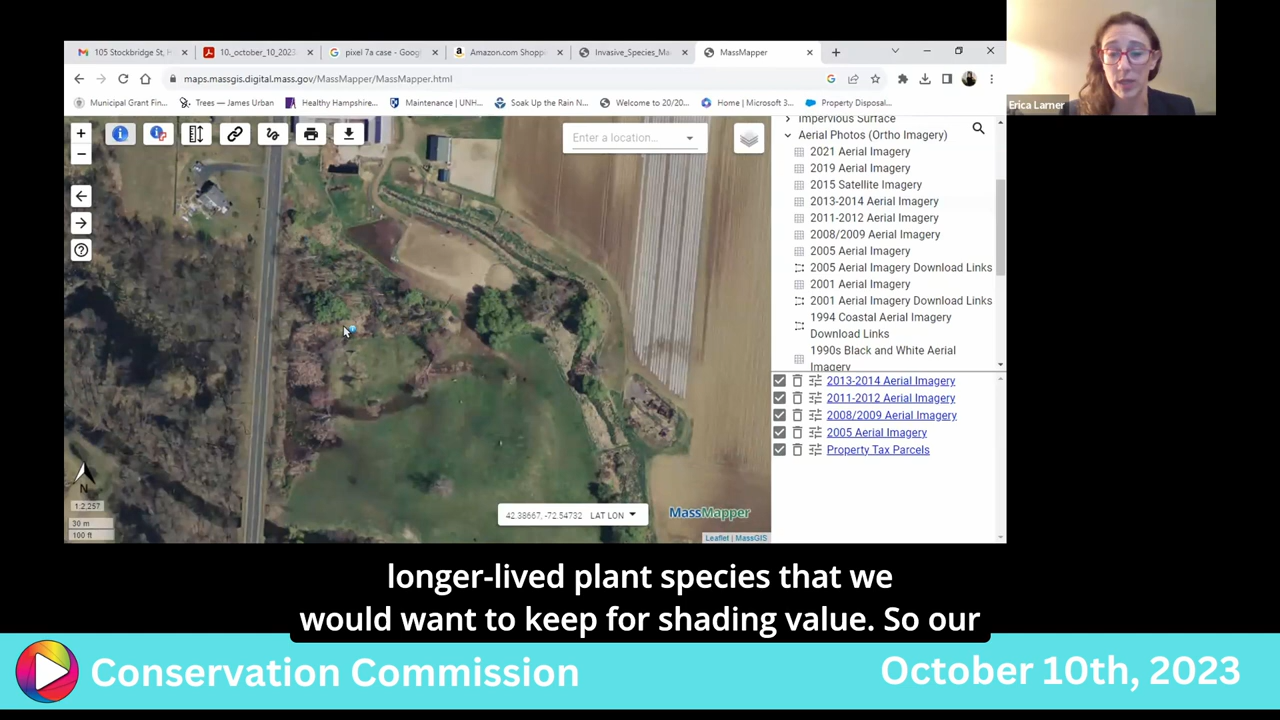 105 Stockbridge St, H
10._october_10_2023
pixel 7a case - Goog
Amazon.com Shopp
Invasive_Species_Ma
MassMapper
maps.massgis.digital.mass.gov/MassMapper/MassMapper.html
Municipal Grant Fin...
Trees — James Urban
Healthy Hampshire...
Maintenance | UNH...
Soak Up the Rain N...
Welcome to 20/20...
Home | Microsoft 3...
Property Disposal...
Erica Larner
Enter a location...
Impervious Surface
Aerial Photos (Ortho Imagery)
2021 Aerial Imagery
2019 Aerial Imagery
2015 Satellite Imagery
2013-2014 Aerial Imagery
2011-2012 Aerial Imagery
2008/2009 Aerial Imagery
2005 Aerial Imagery
2005 Aerial Imagery Download Links
2001 Aerial Imagery
2001 Aerial Imagery Download Links
1994 Coastal Aerial Imagery
Download Links
1990s Black and White Aerial
Imagery
2013-2014 Aerial Imagery
2011-2012 Aerial Imagery
2008/2009 Aerial Imagery
2005 Aerial Imagery
Property Tax Parcels
N
1:2,257
30 m
100 ft
42.38667, -72.54732 LAT LON
MassMapper
Leaflet | MassGIS
longer-lived plant species that we
would want to keep for shading value. So our
Conservation Commission
October 10th, 2023